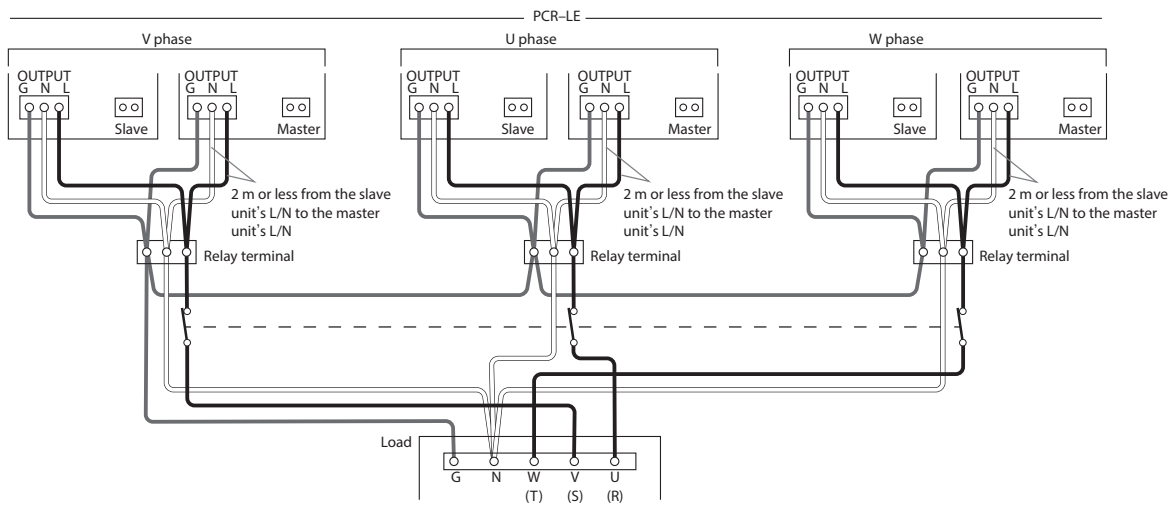 PCR–LE
V phase
U phase
W phase
OUTPUT
G N L
Slave
OUTPUT
G N L
Master
OUTPUT
G N L
Slave
OUTPUT
G N L
Master
OUTPUT
G N L
Slave
OUTPUT
G N L
Master
2 m or less from the slave
unit's L/N to the master
unit's L/N
2 m or less from the slave
unit's L/N to the master
unit's L/N
2 m or less from the slave
unit's L/N to the master
unit's L/N
Relay terminal
Relay terminal
Relay terminal
Load
G N W V U
(T) (S) (R)